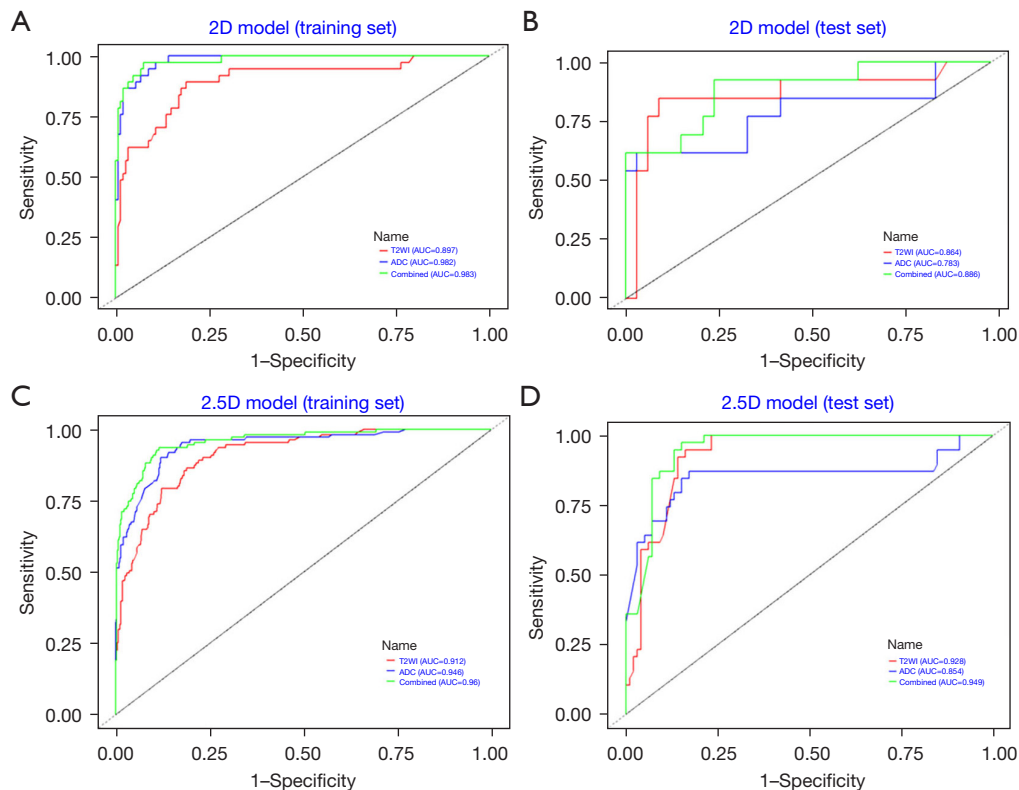 A
2D model (training set)
1.00
0.75
0.50
0.25
0.00
Sensitivity
Name
T2WI (AUC=0.897)
ADC (AUC=0.982)
Combined (AUC=0.983)
0.00 0.25 0.50 0.75 1.00
1–Specificity
B
2D model (test set)
1.00
0.75
0.50
0.25
0.00
Sensitivity
Name
T2WI (AUC=0.864)
ADC (AUC=0.783)
Combined (AUC=0.886)
0.00 0.25 0.50 0.75 1.00
1–Specificity
C
2.5D model (training set)
1.00
0.75
0.50
0.25
0.00
Sensitivity
Name
T2WI (AUC=0.912)
ADC (AUC=0.946)
Combined (AUC=0.96)
0.00 0.25 0.50 0.75 1.00
1–Specificity
D
2.5D model (test set)
1.00
0.75
0.50
0.25
0.00
Sensitivity
Name
T2WI (AUC=0.928)
ADC (AUC=0.854)
Combined (AUC=0.949)
0.00 0.25 0.50 0.75 1.00
1–Specificity